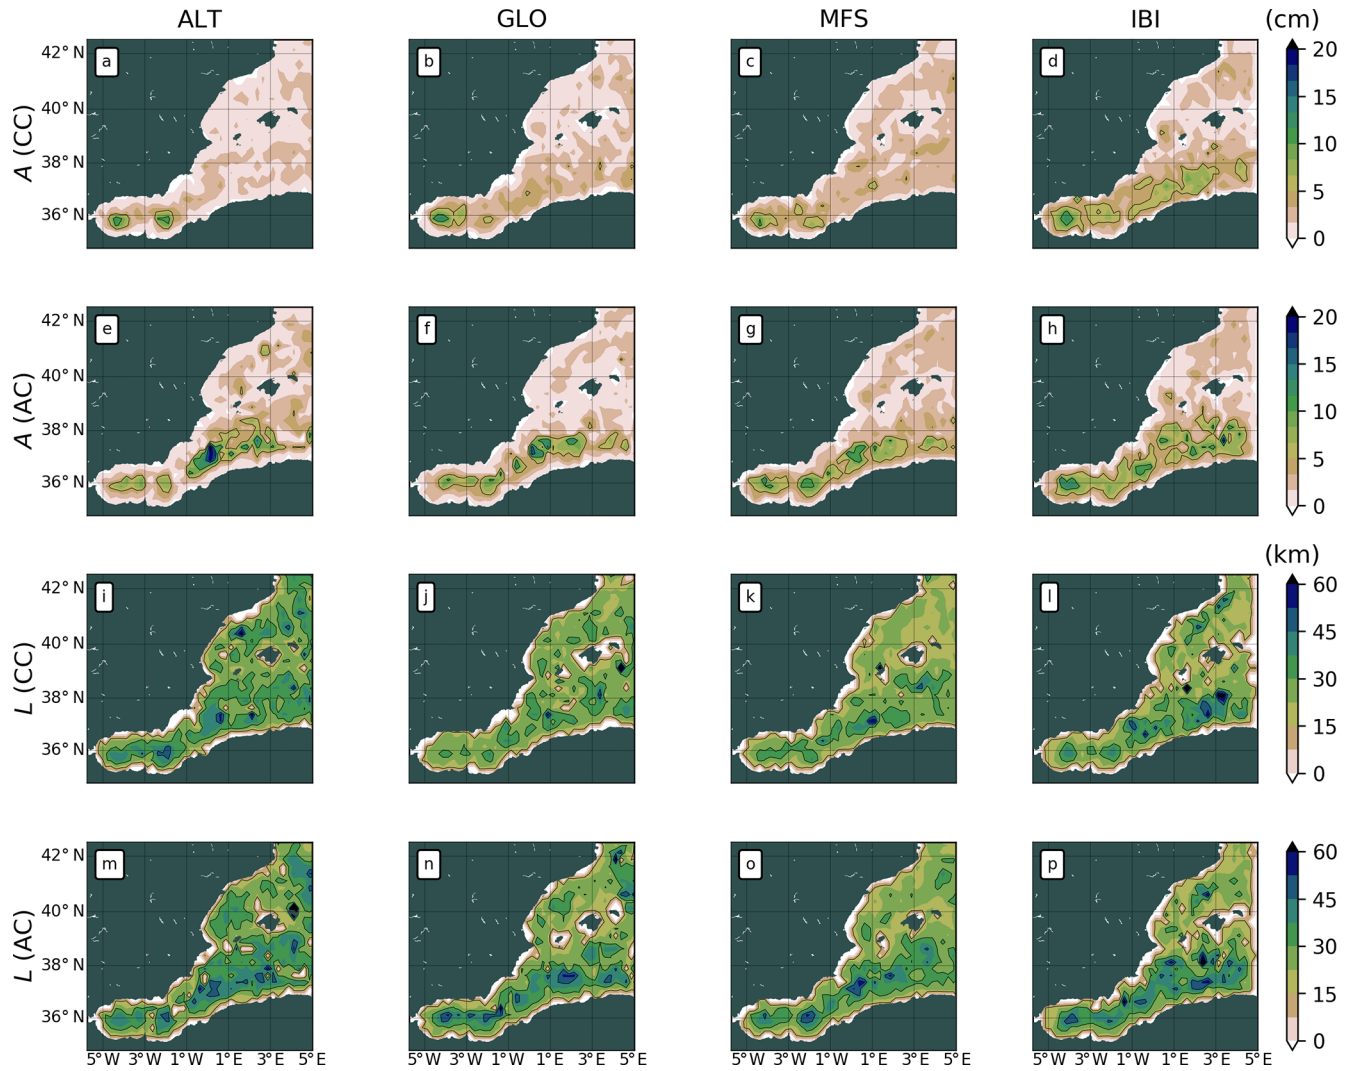 ALT GLO MFS IBI (cm)
42° N a b c d 20
40° N 15
A (CC) 38° N 10
5
36° N 0
42° N e f g h 20
40° N 15
A (AC) 38° N 10
5
36° N 0
(km)
42° N i j k l 60
40° N 45
L (CC) 38° N 30
15
36° N 0
42° N m n o p 60
40° N 45
L (AC) 38° N 30
15
36° N 0
5° W 3° W 1° W 1° E 3° E 5° E 5° W 3° W 1° W 1° E 3° E 5° E 5° W 3° W 1° W 1° E 3° E 5° E 5° W 3° W 1° W 1° E 3° E 5° E